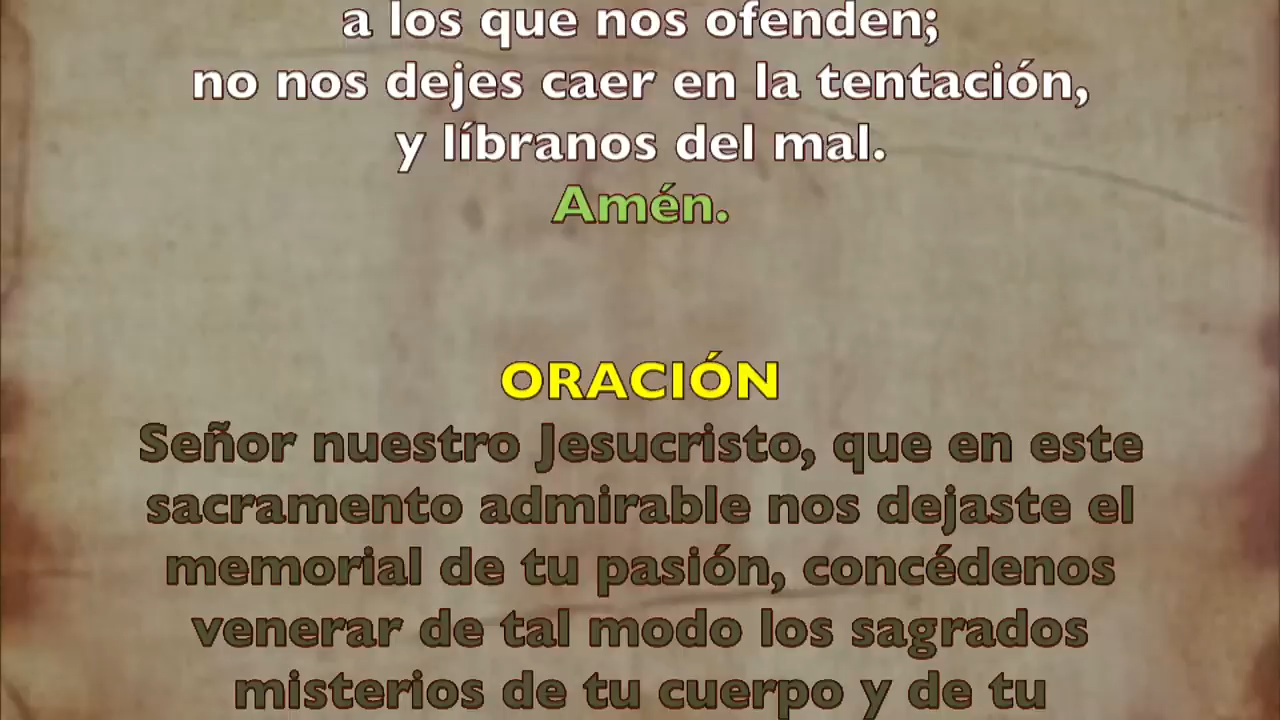 a los que nos ofenden;
no nos dejes caer en la tentación,
y líbranos del mal.
Amén.
ORACIÓN
Señor nuestro Jesucristo, que en este
sacramento admirable nos dejaste el
memorial de tu pasión, concédenos
venerar de tal modo los sagrados
misterios de tu cuerpo y de tu